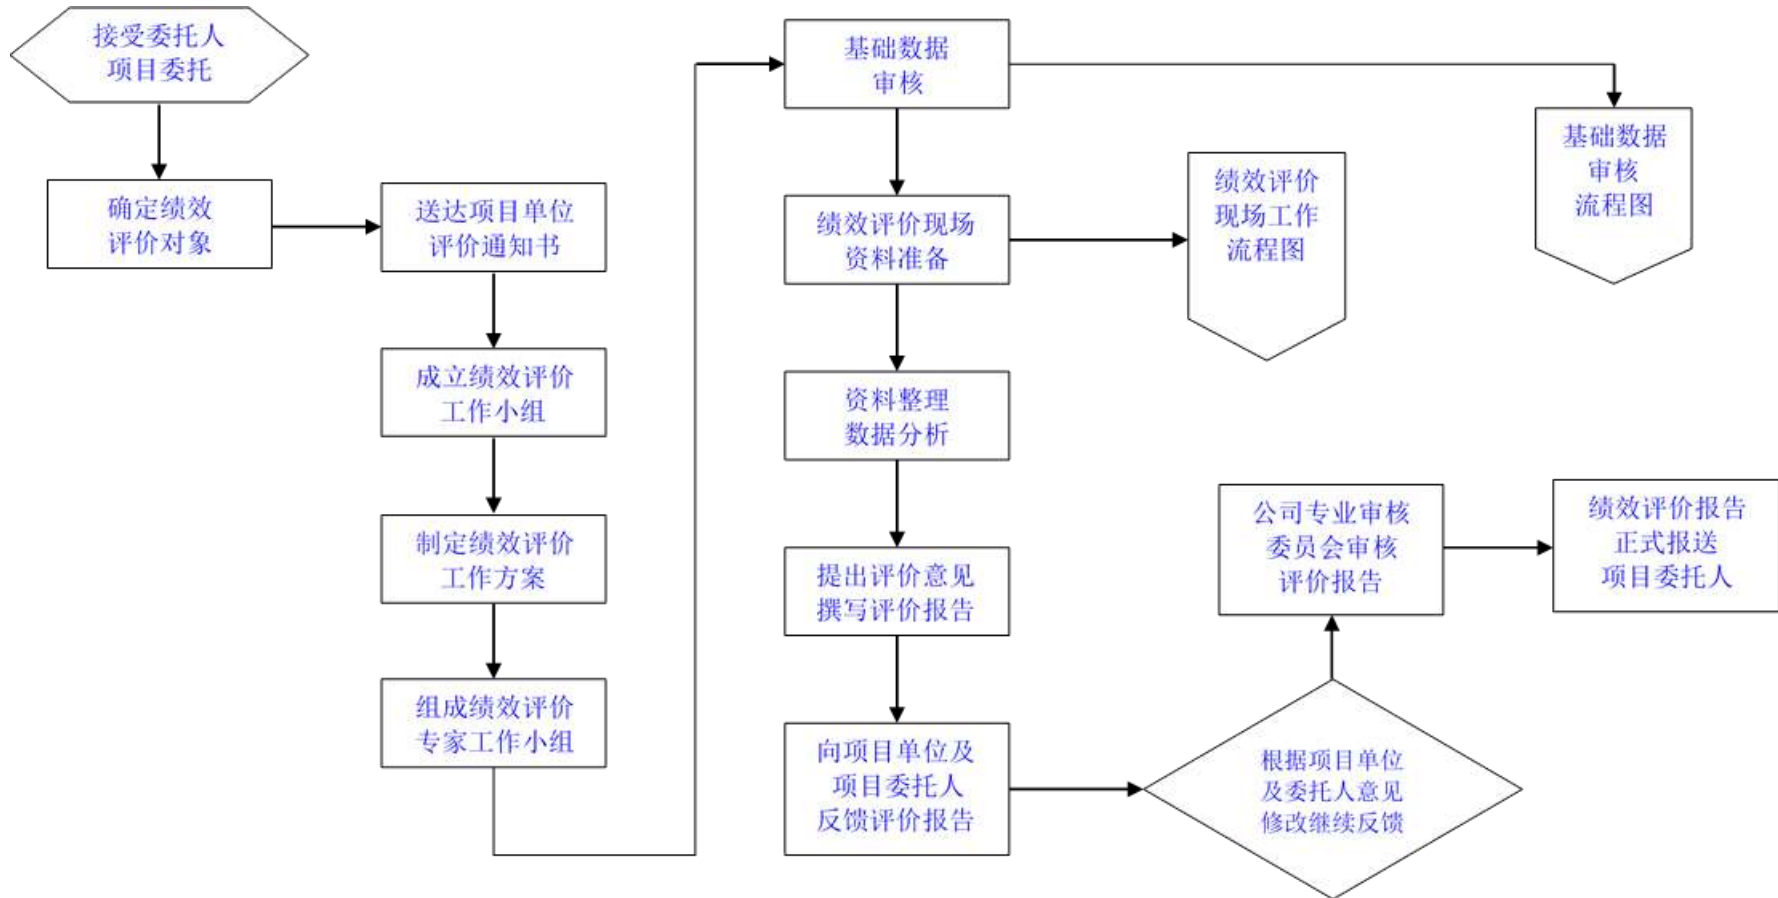 接受委托人
项目委托
确定绩效
评价对象
送达项目单位
评价通知书
成立绩效评价
工作小组
制定绩效评价
工作方案
组成绩效评价
专家工作小组
基础数据
审核
绩效评价现场
资料准备
资料整理
数据分析
提出评价意见
撰写评价报告
向项目单位及
项目委托人
反馈评价报告
绩效评价
现场工作
流程图
基础数据
审核
流程图
根据项目单位
及委托人意见
修改继续反馈
公司专业审核
委员会审核
评价报告
绩效评价报告
正式报送
项目委托人